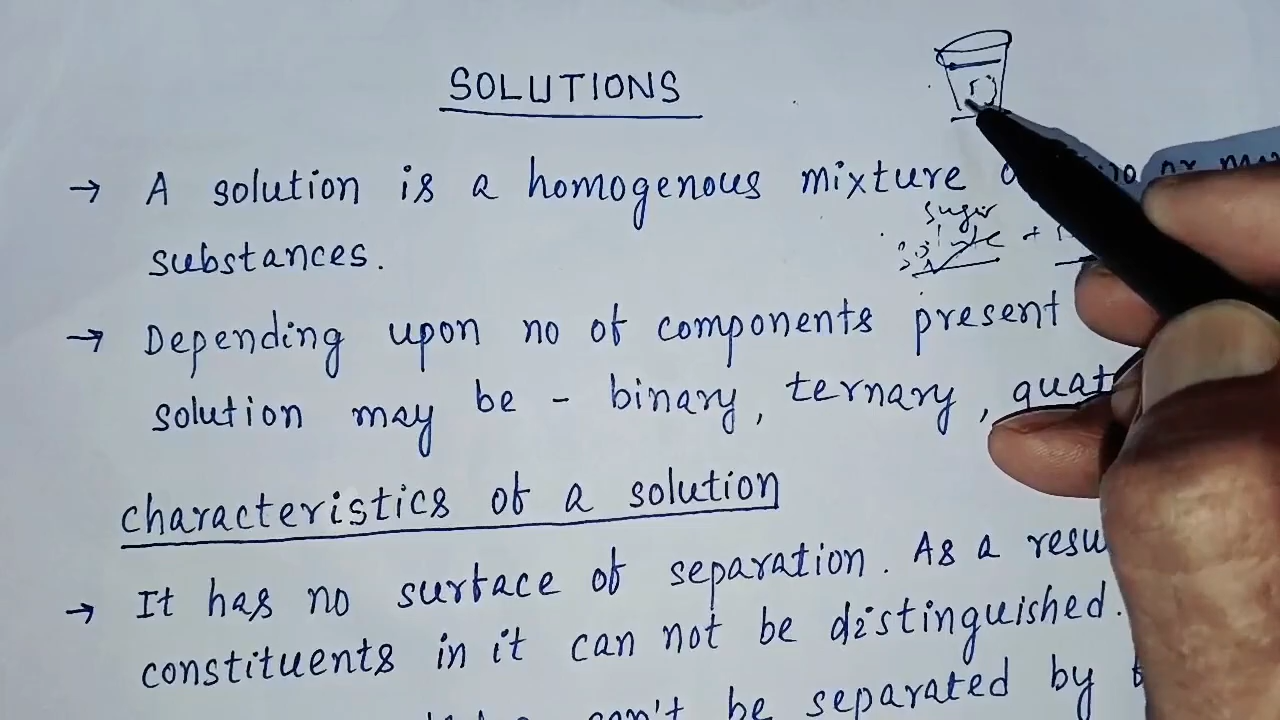 SOLUTIONS
→ A solution is a homogenous mixture or
substances.
sugar
+
→ Depending upon no of components present
solution may be - binary, ternary, quat
characteristics of a solution
→ It has no surface of separation. As a resu
constituents in it can not be distinguished.
can't be separated by